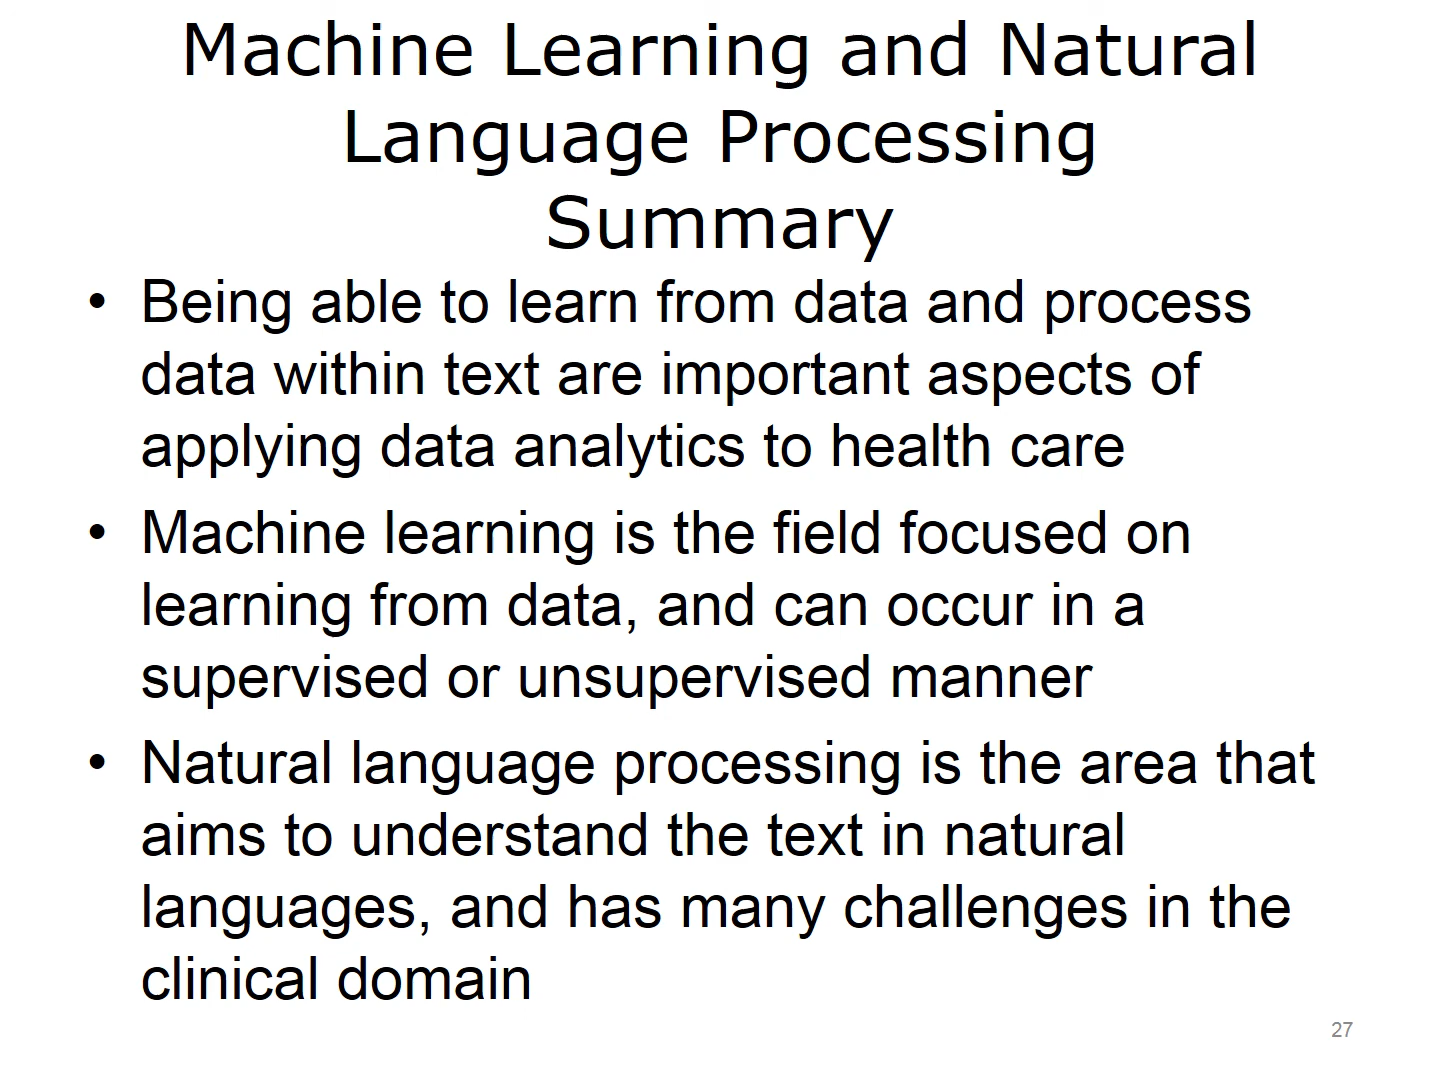 Machine Learning and Natural
Language Processing
Summary
• Being able to learn from data and process
data within text are important aspects of
applying data analytics to health care
• Machine learning is the field focused on
learning from data, and can occur in a
supervised or unsupervised manner
• Natural language processing is the area that
aims to understand the text in natural
languages, and has many challenges in the
clinical domain
27